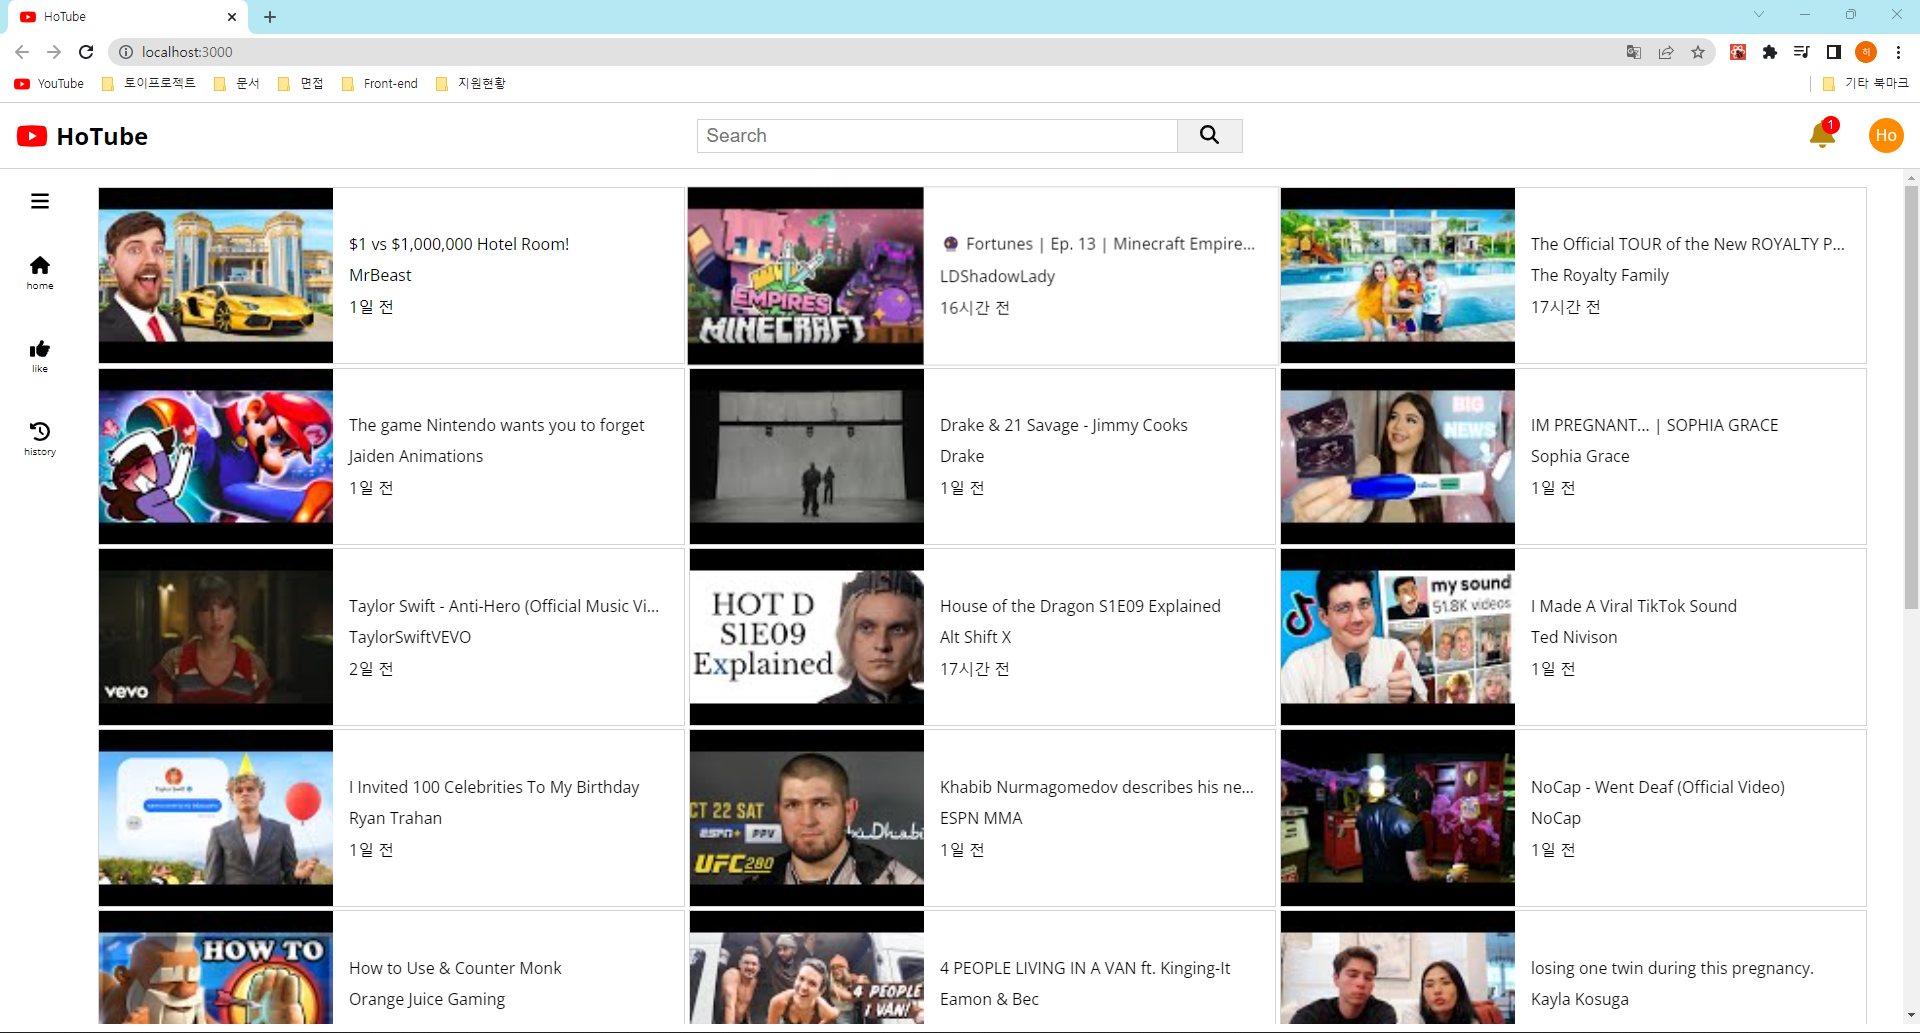 HoTube
localhost:3000
히
YouTube
토이프로젝트
문서
면접
Front-end
지원현황
기타 북마크
HoTube
Search
1
Ho
home
like
history
$1 vs $1,000,000 Hotel Room!
MrBeast
1일 전
EMPIRES
MINECRAFT
Fortunes | Ep. 13 | Minecraft Empire...
LDShadowLady
16시간 전
The Official TOUR of the New ROYALTY P...
The Royalty Family
17시간 전
The game Nintendo wants you to forget
Jaiden Animations
1일 전
Drake & 21 Savage - Jimmy Cooks
Drake
1일 전
BIG
NEWS
IM PREGNANT... | SOPHIA GRACE
Sophia Grace
1일 전
vevo
Taylor Swift - Anti-Hero (Official Music Vi...
TaylorSwiftVEVO
2일 전
HOT D
S1E09
Explained
House of the Dragon S1E09 Explained
Alt Shift X
17시간 전
my sound
51.8K videos
I Made A Viral TikTok Sound
Ted Nivison
1일 전
I Invited 100 Celebrities To My Birthday
Ryan Trahan
1일 전
CT 22 SAT
ESPN+ PPV
UFC 280
Khabib Nurmagomedov describes his ne...
ESPN MMA
1일 전
NoCap - Went Deaf (Official Video)
NoCap
1일 전
HOW TO
How to Use & Counter Monk
Orange Juice Gaming
4 PEOPLE
1 VAN!
4 PEOPLE LIVING IN A VAN ft. Kinging-It
Eamon & Bec
losing one twin during this pregnancy.
Kayla Kosuga